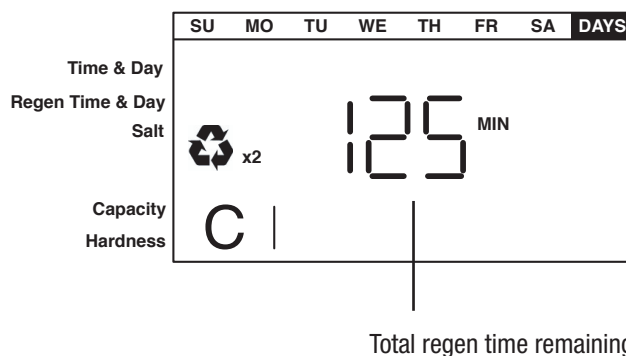 SU MO TU WE TH FR SA DAYS
Time & Day
Regen Time & Day
Salt
x2 125 MIN
Capacity
Hardness
C 1
Total regen time remaining